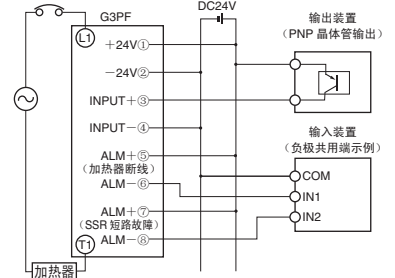 DC24V
G3PF
L1
+24V①
−24V②
INPUT+③
INPUT−④
ALM+⑤
(加热器断线)
ALM−⑥
ALM+⑦
(SSR 短路故障)
ALM−⑧
T1
加热器
输出装置
(PNP 晶体管输出)
输入装置
(负极共用端示例)
COM
IN1
IN2